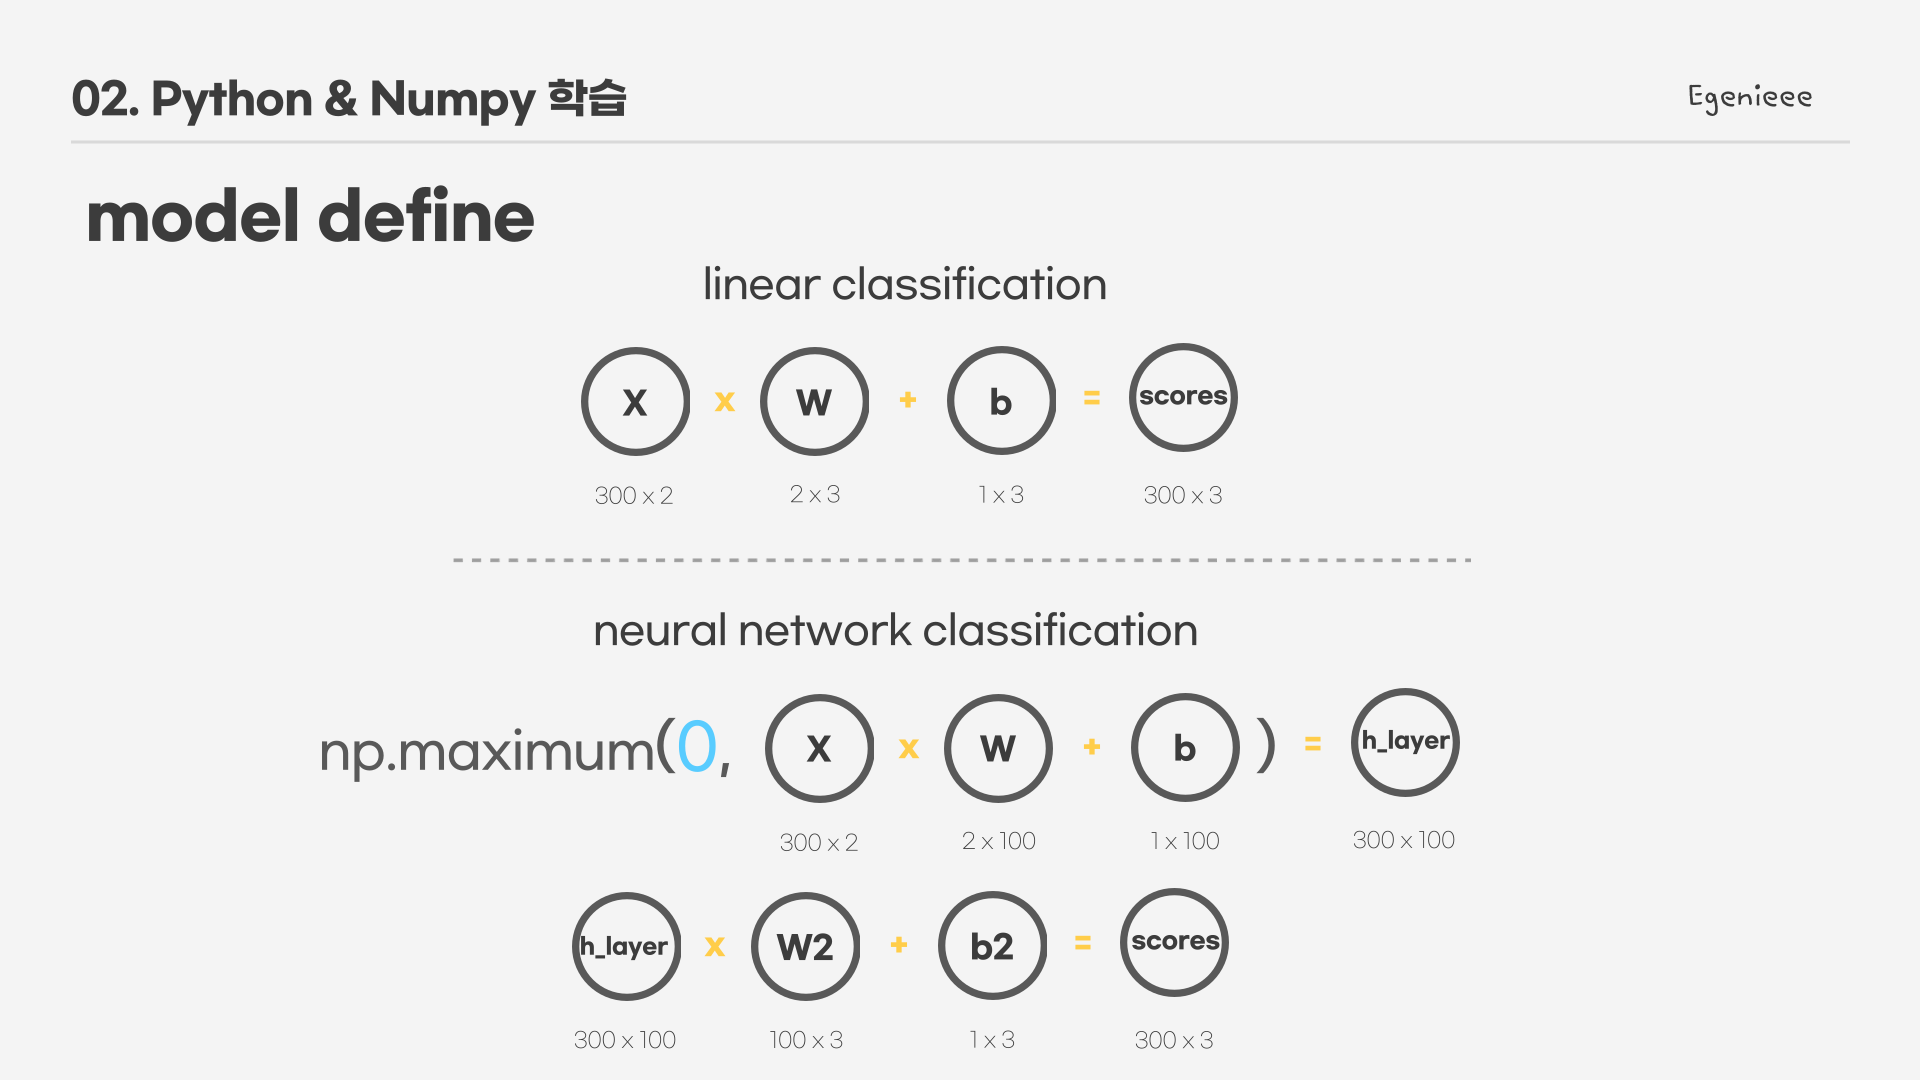 02. Python & Numpy 학습
Egenieee
model define
linear classification
X x W + b = scores
300 x 2 2 x 3 1 x 3 300 x 3
neural network classification
np.maximum(0, X x W + b ) = h_layer
300 x 2 2 x 100 1 x 100 300 x 100
h_layer x W2 + b2 = scores
300 x 100 100 x 3 1 x 3 300 x 3